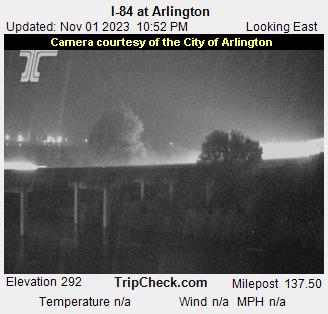 I-84 at Arlington
Updated: Nov 01 2023 10:52 PM Looking East
Camera courtesy of the City of Arlington
Elevation 292 TripCheck.com Milepost 137.50
Temperature n/a Wind n/a MPH n/a